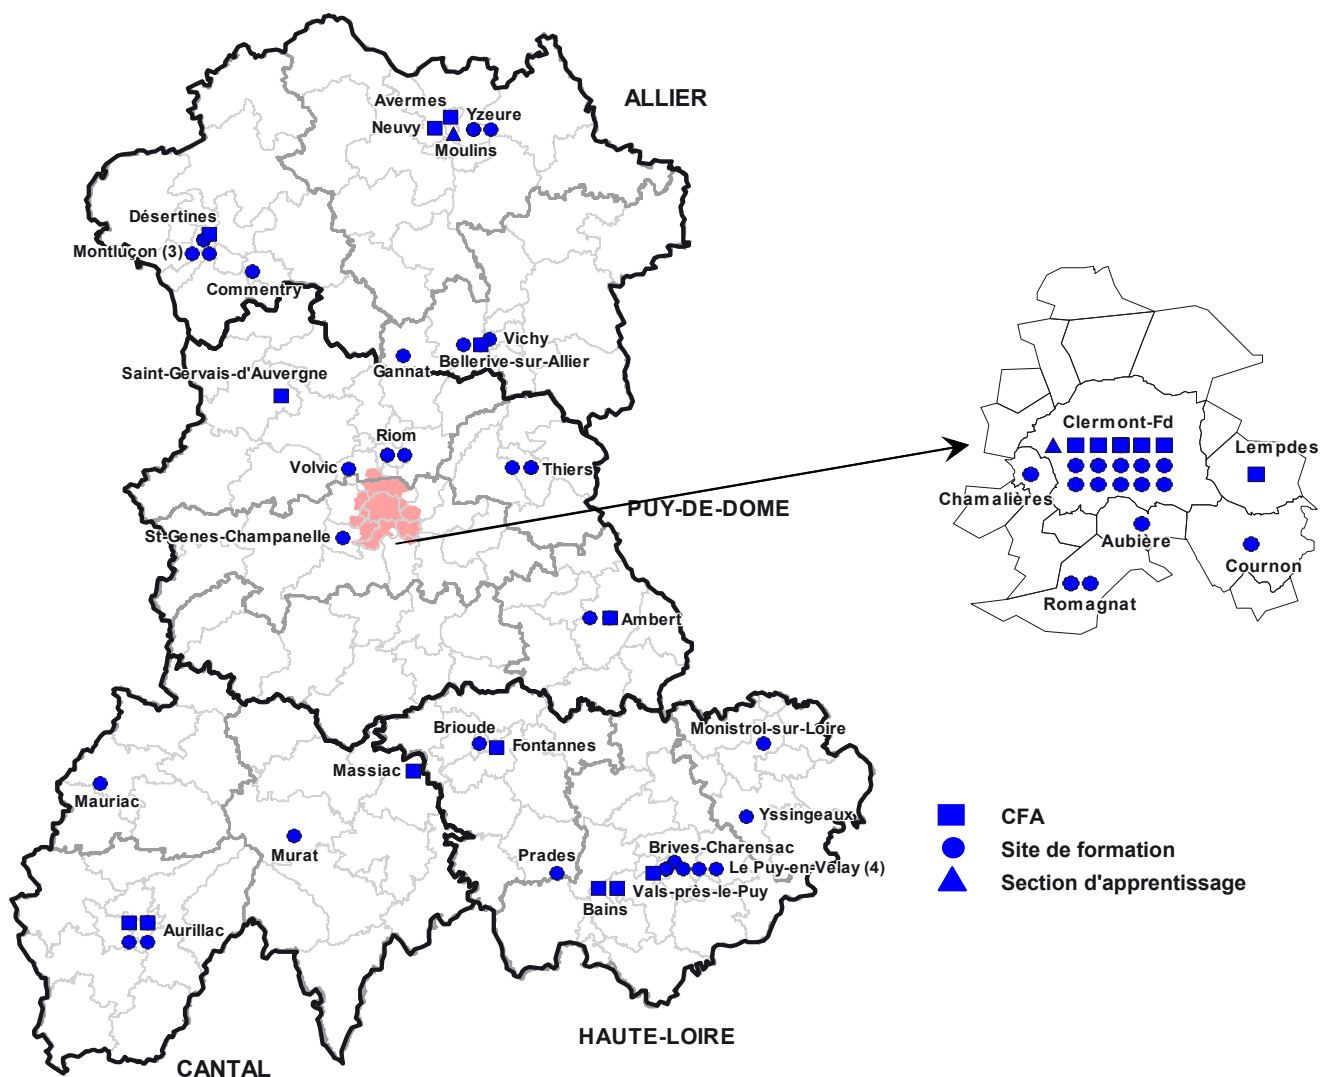 ALLIER
Avermes
Yzeure
Neuvy
Moulins
Désertines
Montluçon (3)
Commentry
Vichy
Bellerive-sur-Allier
Gannat
Saint-Gervais-d'Auvergne
Riom
Volvic
Thiers
PUY-DE-DOME
St-Genes-Champanelle
Ambert
Clermont-Fd
Lempdes
Chamalières
Aubière
Cournon
Romagnat
Brioude
Fontannes
Monistrol-sur-Loire
Massiac
Mauriac
Yssingeaux
Murat
Prades
Brives-Charensac
Le Puy-en-Velay (4)
Vals-près-le-Puy
Bains
Aurillac
HAUTE-LOIRE
CANTAL
CFA
Site de formation
Section d'apprentissage